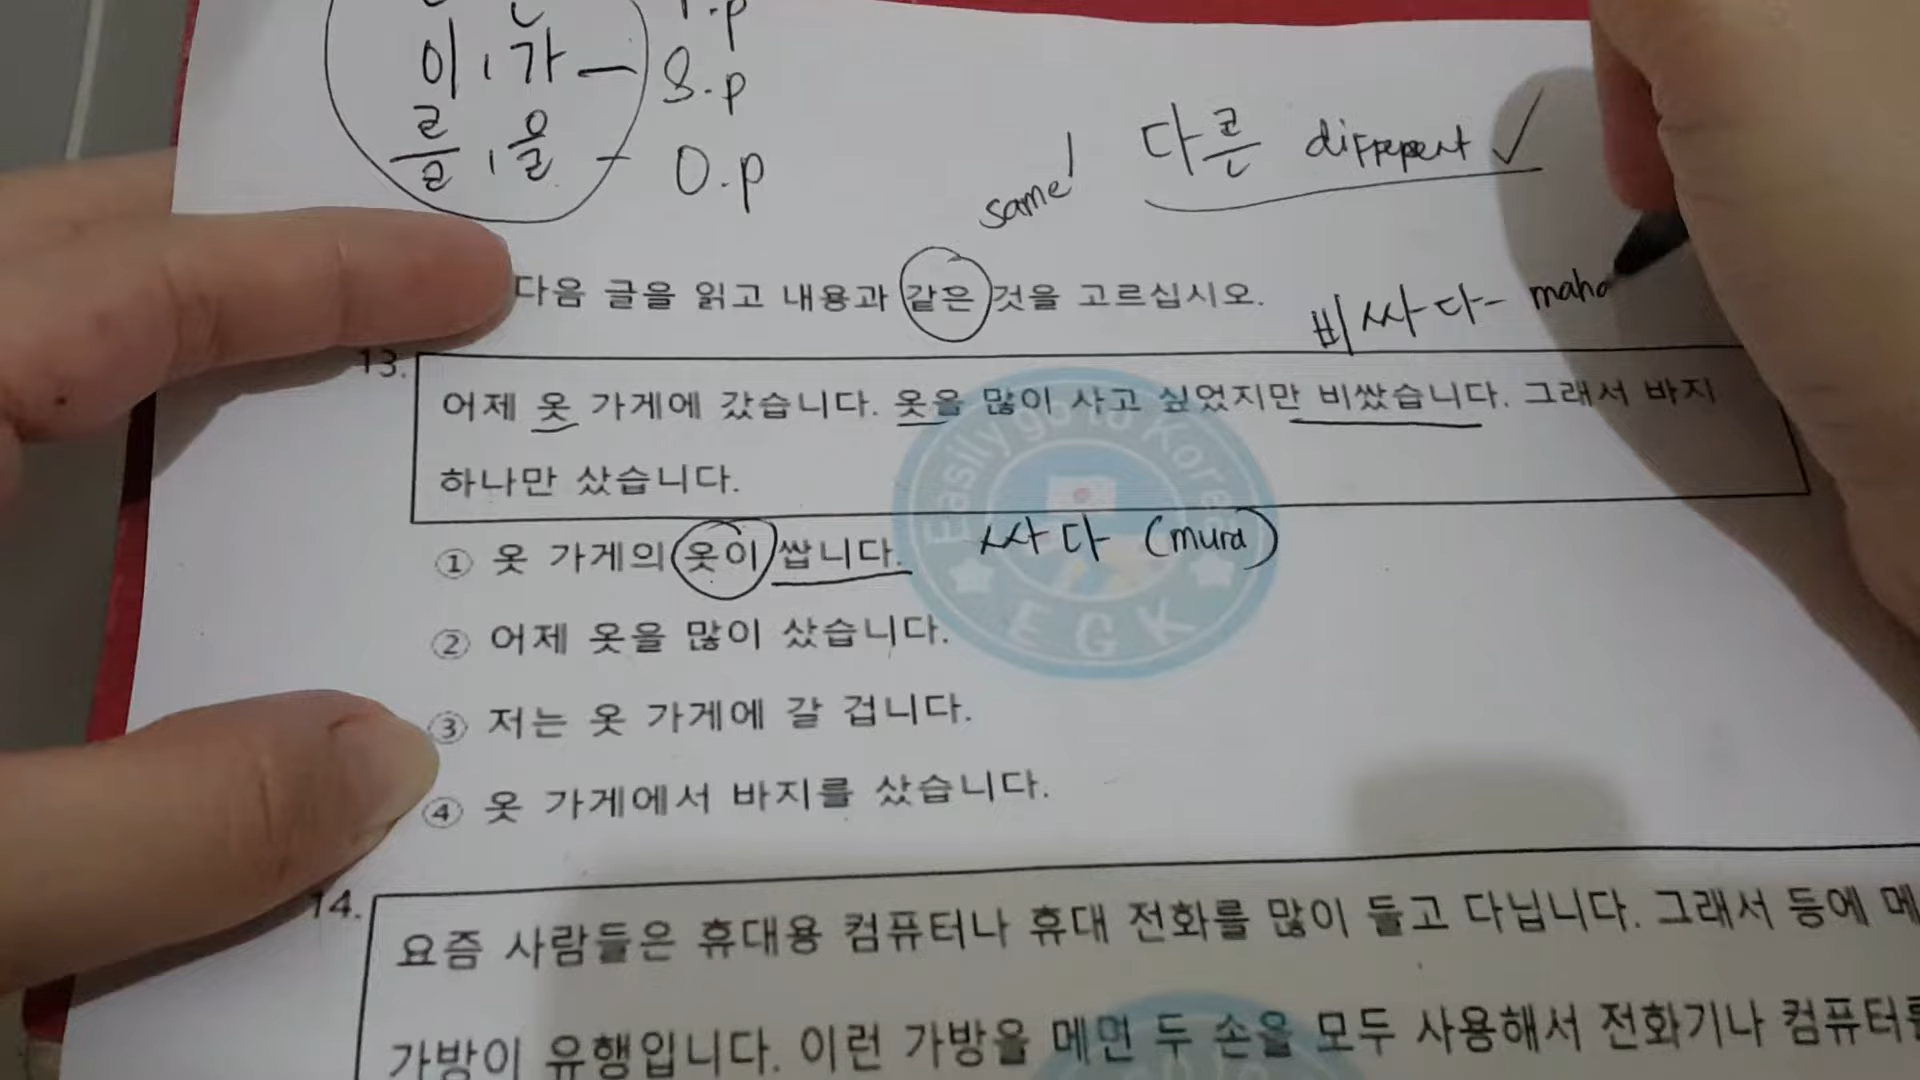 이, 가 — S.p
를, 을 — O.p
same!
다른 different ✓
다음 글을 읽고 내용과 같은 것을 고르십시오.
비싸다 - maha
13.
어제 옷 가게에 갔습니다. 옷을 많이 사고 싶었지만 비쌌습니다. 그래서 바지
하나만 샀습니다.
① 옷 가게의 옷이 쌉니다.
싸다 (mura)
② 어제 옷을 많이 샀습니다.
③ 저는 옷 가게에 갈 겁니다.
④ 옷 가게에서 바지를 샀습니다.
Easily go to Korea
EGK
14.
요즘 사람들은 휴대용 컴퓨터나 휴대 전화를 많이 들고 다닙니다. 그래서 등에 메
가방이 유행입니다. 이런 가방을 메면 두 손을 모두 사용해서 전화기나 컴퓨터를